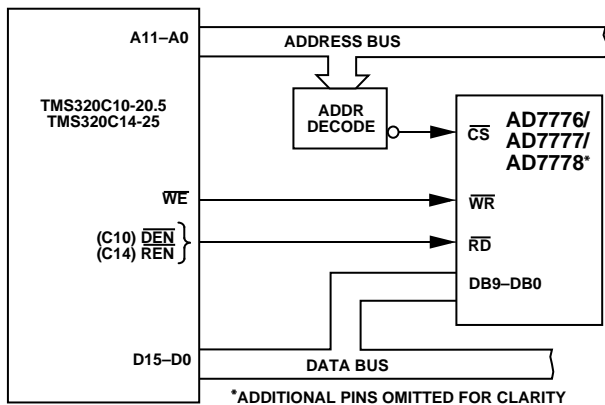 A11–A0
ADDRESS BUS
TMS320C10-20.5
TMS320C14-25
ADDR
DECODE
CS
AD7776/
AD7777/
AD7778*
WE
WR
(C10) DEN
(C14) REN
RD
DB9–DB0
D15–D0
DATA BUS
*ADDITIONAL PINS OMITTED FOR CLARITY